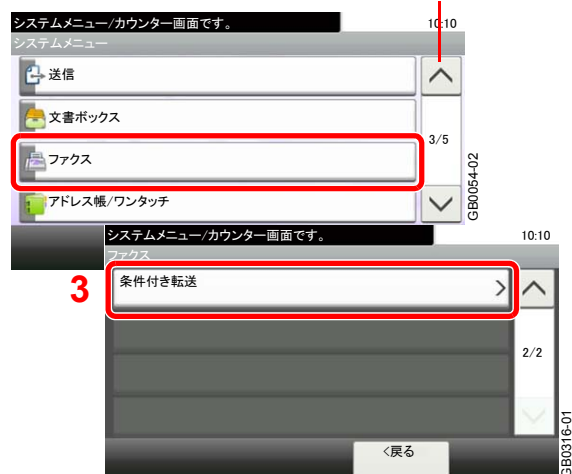 システムメニュー/カウンター画面です。
10:10
システムメニュー
送信
文書ボックス
3/5
ファクス
アドレス帳/ワンタッチ
GB0054-02
システムメニュー/カウンター画面です。
10:10
ファクス
3
条件付き転送
2/2
<戻る
GB0316-01